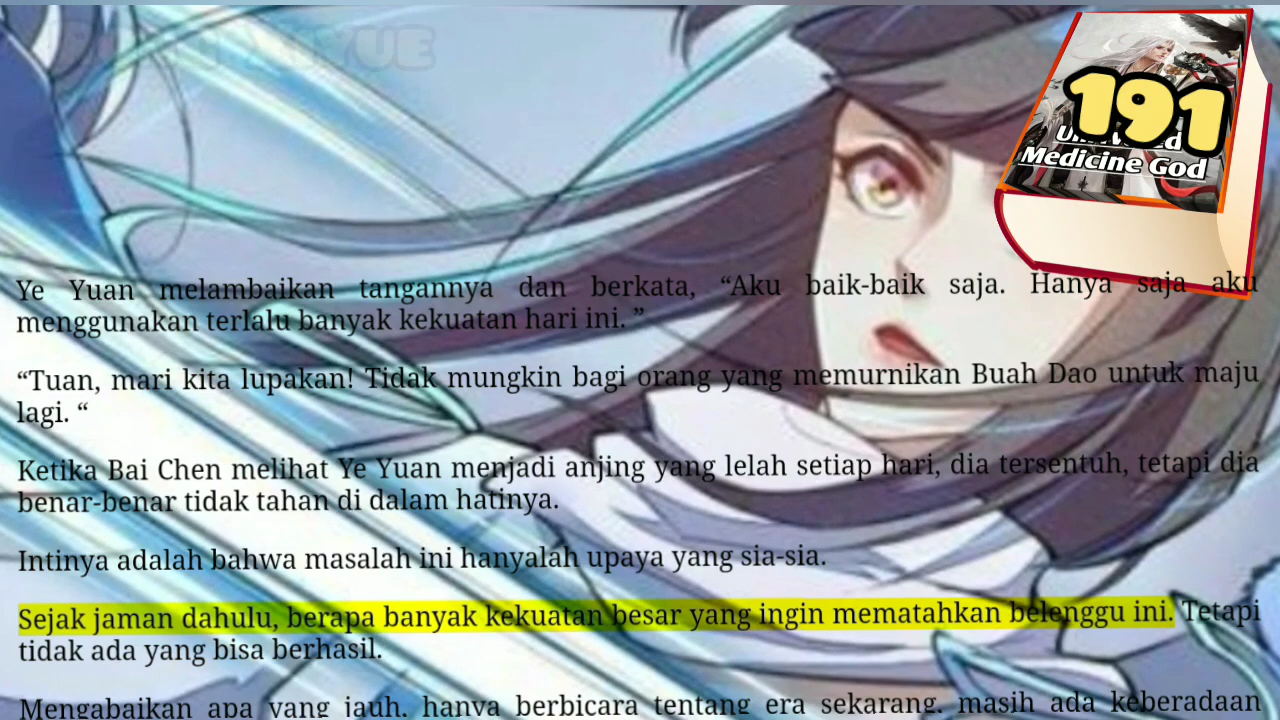 191
Medicine God
Ye Yuan melambaikan tangannya dan berkata, “Aku baik-baik saja. Hanya saja aku
menggunakan terlalu banyak kekuatan hari ini. ”
“Tuan, mari kita lupakan! Tidak mungkin bagi orang yang memurnikan Buah Dao untuk maju
lagi. “
Ketika Bai Chen melihat Ye Yuan menjadi anjing yang lelah setiap hari, dia tersentuh, tetapi dia
benar-benar tidak tahan di dalam hatinya.
Intinya adalah bahwa masalah ini hanyalah upaya yang sia-sia.
Sejak jaman dahulu, berapa banyak kekuatan besar yang ingin mematahkan belenggu ini. Tetapi
tidak ada yang bisa berhasil.
Mengabaikan apa yang jauh, hanya berbicara tentang era sekarang, masih ada keberadaan